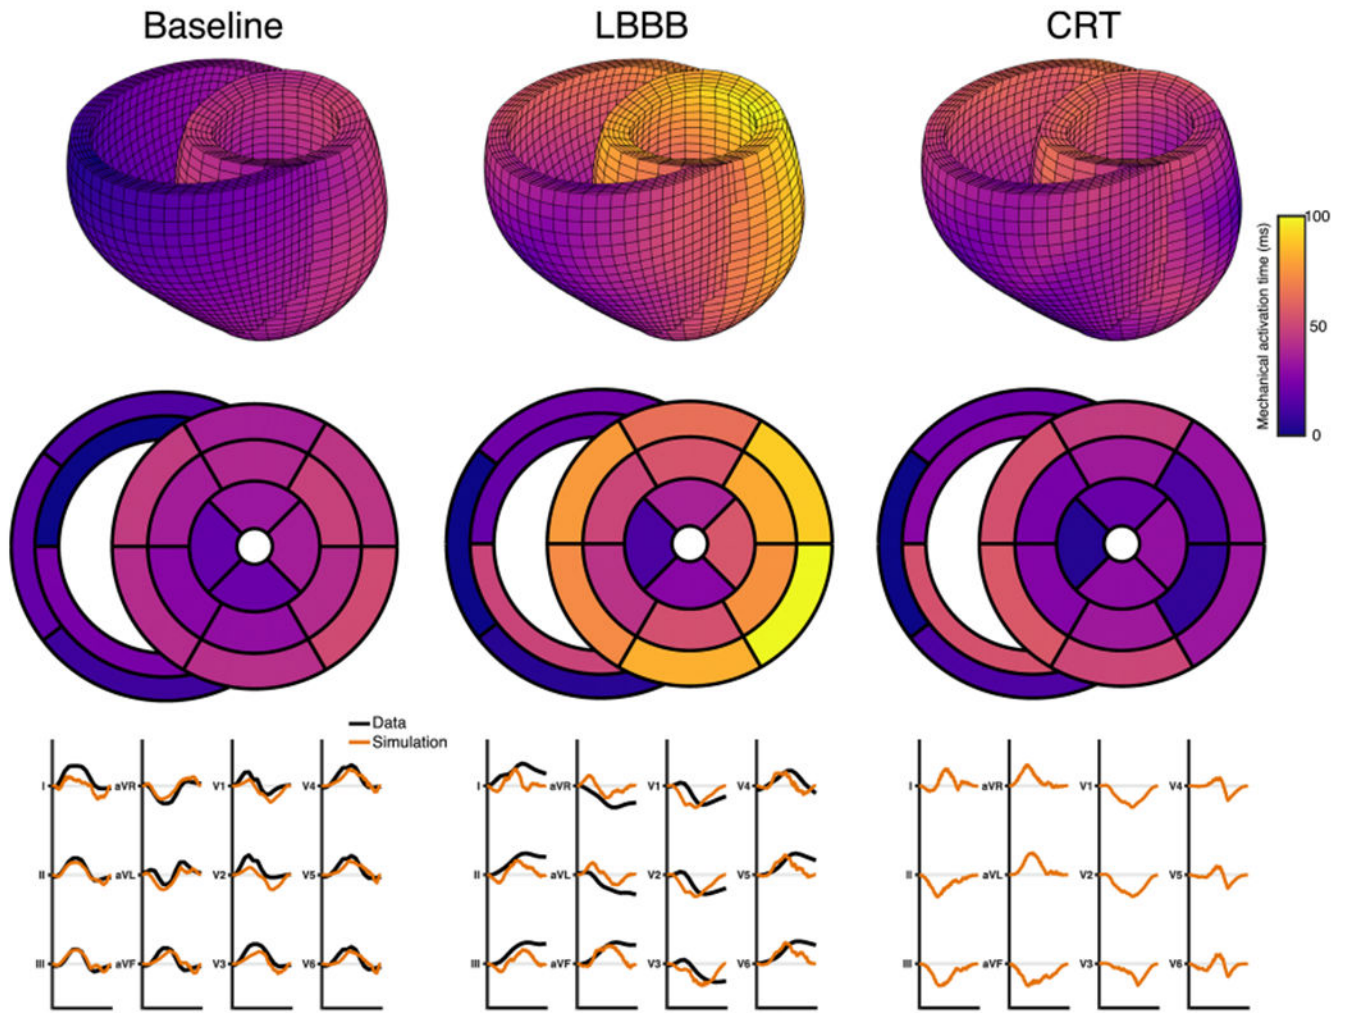 Baseline LBBB CRT
100
50
0
Mechanical activation time (ms)
Data
Simulation
I aVR V1 V4
II aVL V2 V5
III aVF V3 V6
I aVR V1 V4
II aVL V2 V5
III aVF V3 V6
I aVR V1 V4
II aVL V2 V5
III aVF V3 V6